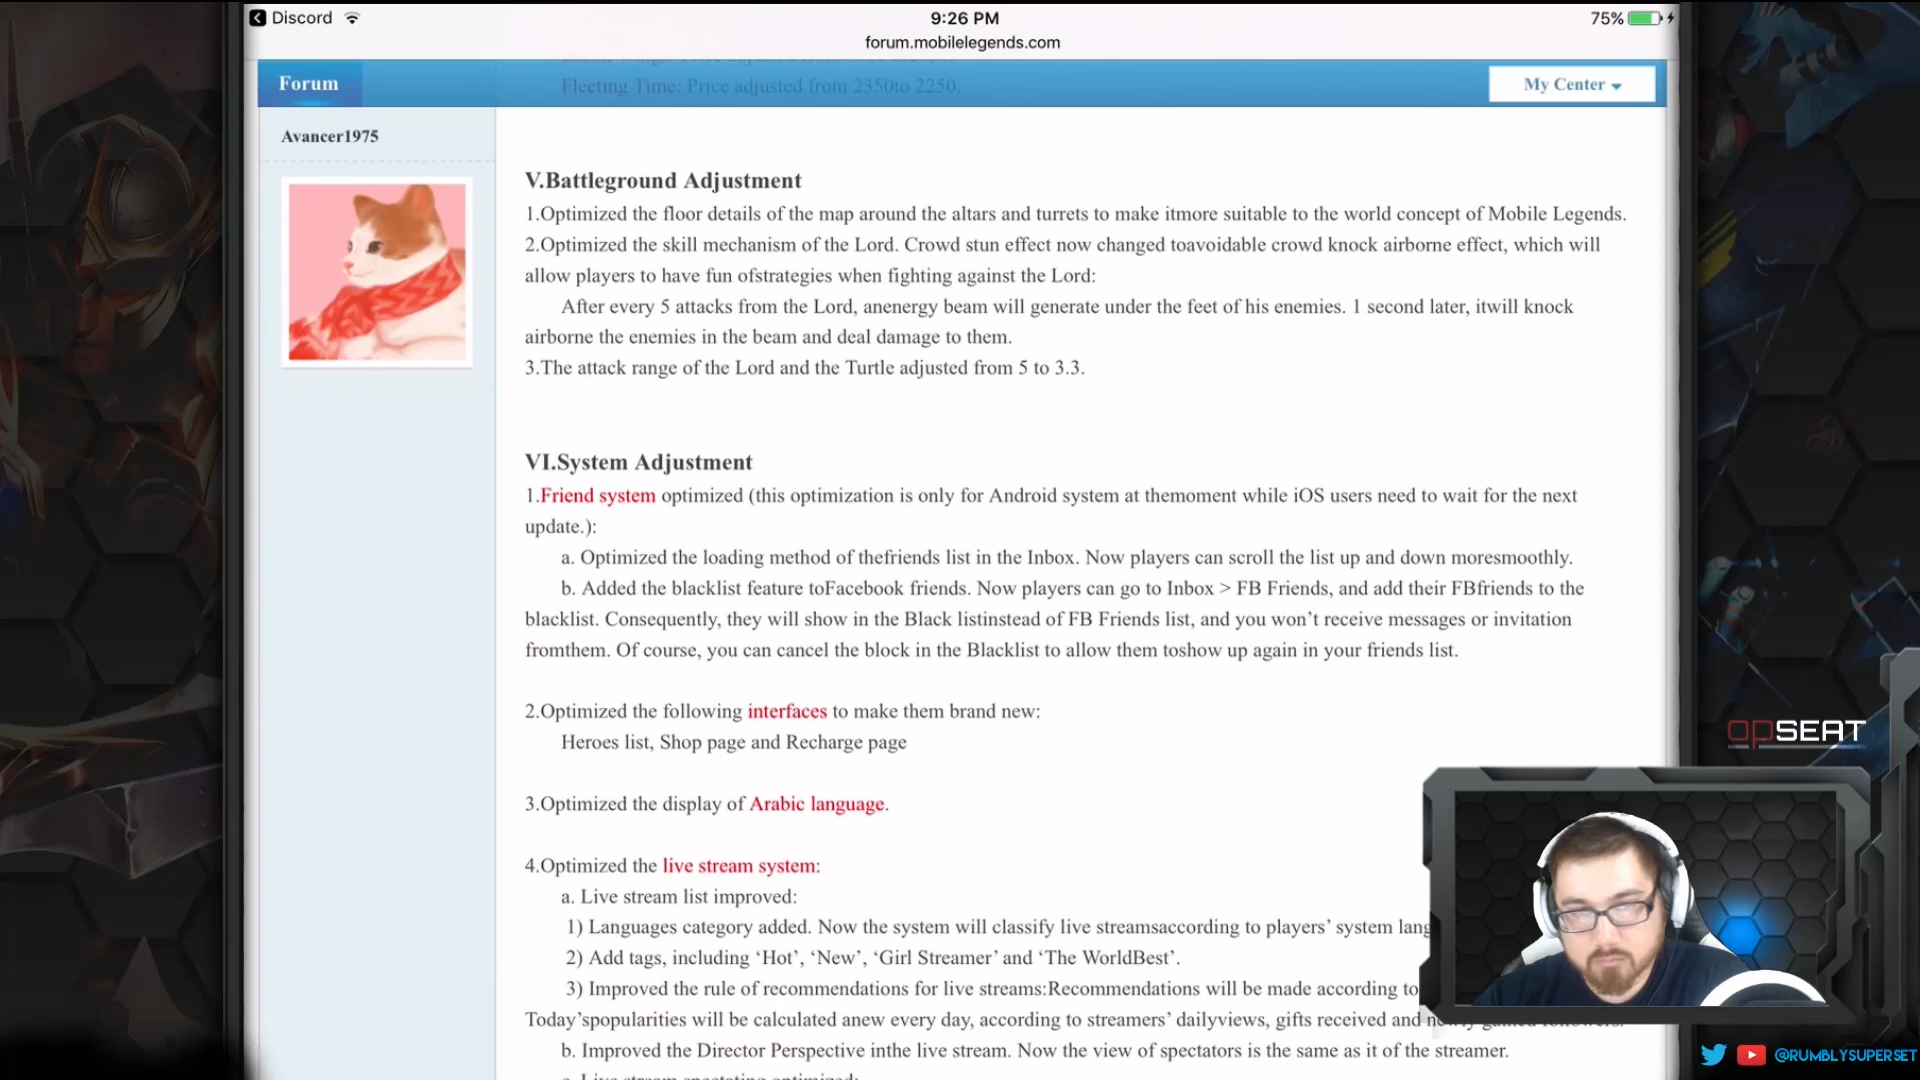 Discord
9:26 PM
75%
forum.mobilelegends.com
Forum
Fleeting Time: Price adjusted from 2350to 2250.
My Center
Avancer1975
V.Battleground Adjustment
1.Optimized the floor details of the map around the altars and turrets to make itmore suitable to the world concept of Mobile Legends.
2.Optimized the skill mechanism of the Lord. Crowd stun effect now changed toavoidable crowd knock airborne effect, which will
allow players to have fun ofstrategies when fighting against the Lord:
After every 5 attacks from the Lord, anenergy beam will generate under the feet of his enemies. 1 second later, itwill knock
airborne the enemies in the beam and deal damage to them.
3.The attack range of the Lord and the Turtle adjusted from 5 to 3.3.
VI.System Adjustment
1.Friend system optimized (this optimization is only for Android system at themoment while iOS users need to wait for the next
update.):
a. Optimized the loading method of thefriends list in the Inbox. Now players can scroll the list up and down moresmoothly.
b. Added the blacklist feature toFacebook friends. Now players can go to Inbox > FB Friends, and add their FBfriends to the
blacklist. Consequently, they will show in the Black listinstead of FB Friends list, and you won’t receive messages or invitation
fromthem. Of course, you can cancel the block in the Blacklist to allow them toshow up again in your friends list.
2.Optimized the following interfaces to make them brand new:
Heroes list, Shop page and Recharge page
3.Optimized the display of Arabic language.
4.Optimized the live stream system:
a. Live stream list improved:
1) Languages category added. Now the system will classify live streamsaccording to players’ system lang
2) Add tags, including ‘Hot’, ‘New’, ‘Girl Streamer’ and ‘The WorldBest’.
3) Improved the rule of recommendations for live streams:Recommendations will be made according to
Today’spopularities will be calculated anew every day, according to streamers’ dailyviews, gifts received and
b. Improved the Director Perspective inthe live stream. Now the view of spectators is the same as it of the streamer.
opSEAT
@RUMBLYSUPERSET